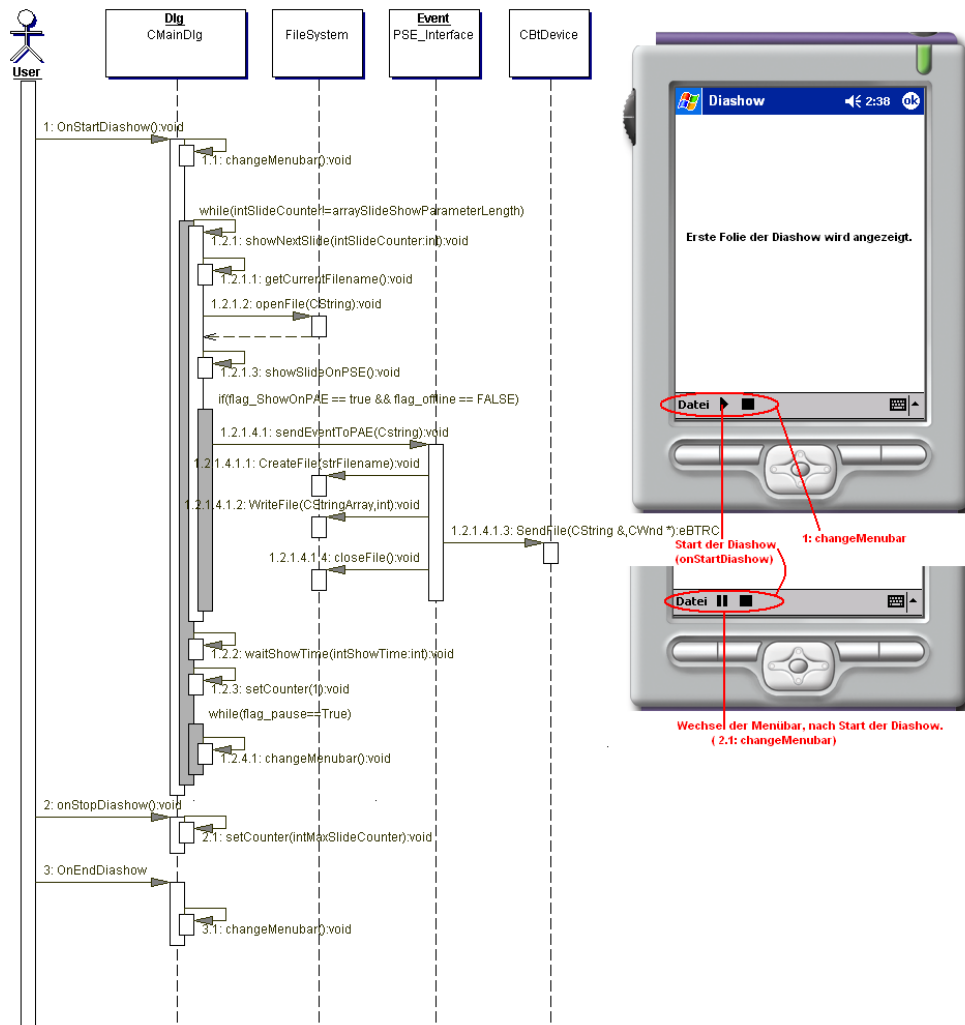 Dlg
CMainDlg
FileSystem
Event
PSE_Interface
CBtDevice
User
1: OnStartDiashow():void
1.1: changeMenubar():void
while(intSlideCounter!=arraySlideShowParameterLength)
1.2.1: showNextSlide(intSlideCounter:int):void
1.2.1.1: getCurrentFilename():void
1.2.1.2: openFile(CString):void
1.2.1.3: showSlideOnPSE():void
if(flag_ShowOnPAE == true && flag_offline == FALSE)
1.2.1.4.1: sendEventToPAE(Cstring):void
1.2.1.4.1.1: CreateFile(strFilename):void
1.2.1.4.1.2: WriteFile(CStringArray,int):void
1.2.1.4.1.3: SendFile(CString &,CWnd *):eBTRC
1.2.1.4.1.4: closeFile():void
1.2.2: waitShowTime(intShowTime:int):void
1.2.3: setCounter(1):void
while(flag_pause==True)
1.2.4.1: changeMenubar():void
2: onStopDiashow():void
2.1: setCounter(intMaxSlideCounter):void
3: OnEndDiashow
3.1: changeMenubar():void
Diashow
2:38
ok
Erste Folie der Diashow wird angezeigt.
Datei
1: changeMenubar
Start der Diashow
(onStartDiashow)
Datei
Wechsel der Menübar, nach Start der Diashow.
( 2.1: changeMenubar)